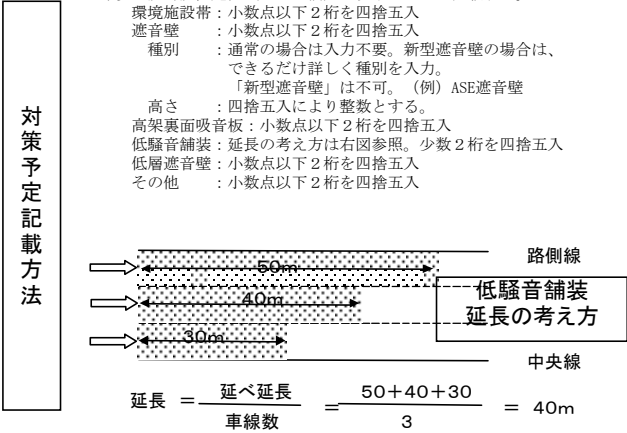 環境施設帯：小数点以下２桁を四捨五入
遮音壁　　：小数点以下２桁を四捨五入
種別　　：通常の場合は入力不要。新型遮音壁の場合は、
できるだけ詳しく種別を入力。
「新型遮音壁」は不可。（例）ASE遮音壁
高さ　　：四捨五入により整数とする。
高架裏面吸音板：小数点以下２桁を四捨五入
低騒音舗装：延長の考え方は右図参照。少数２桁を四捨五入
低層遮音壁：小数点以下２桁を四捨五入
その他　　：小数点以下２桁を四捨五入
対策予定記載方法
路側線
50m
低騒音舗装
延長の考え方
40m
30m
中央線
延長 ＝ 延べ延長 ＝ 50＋40＋30 ＝ 40m
車線数 3